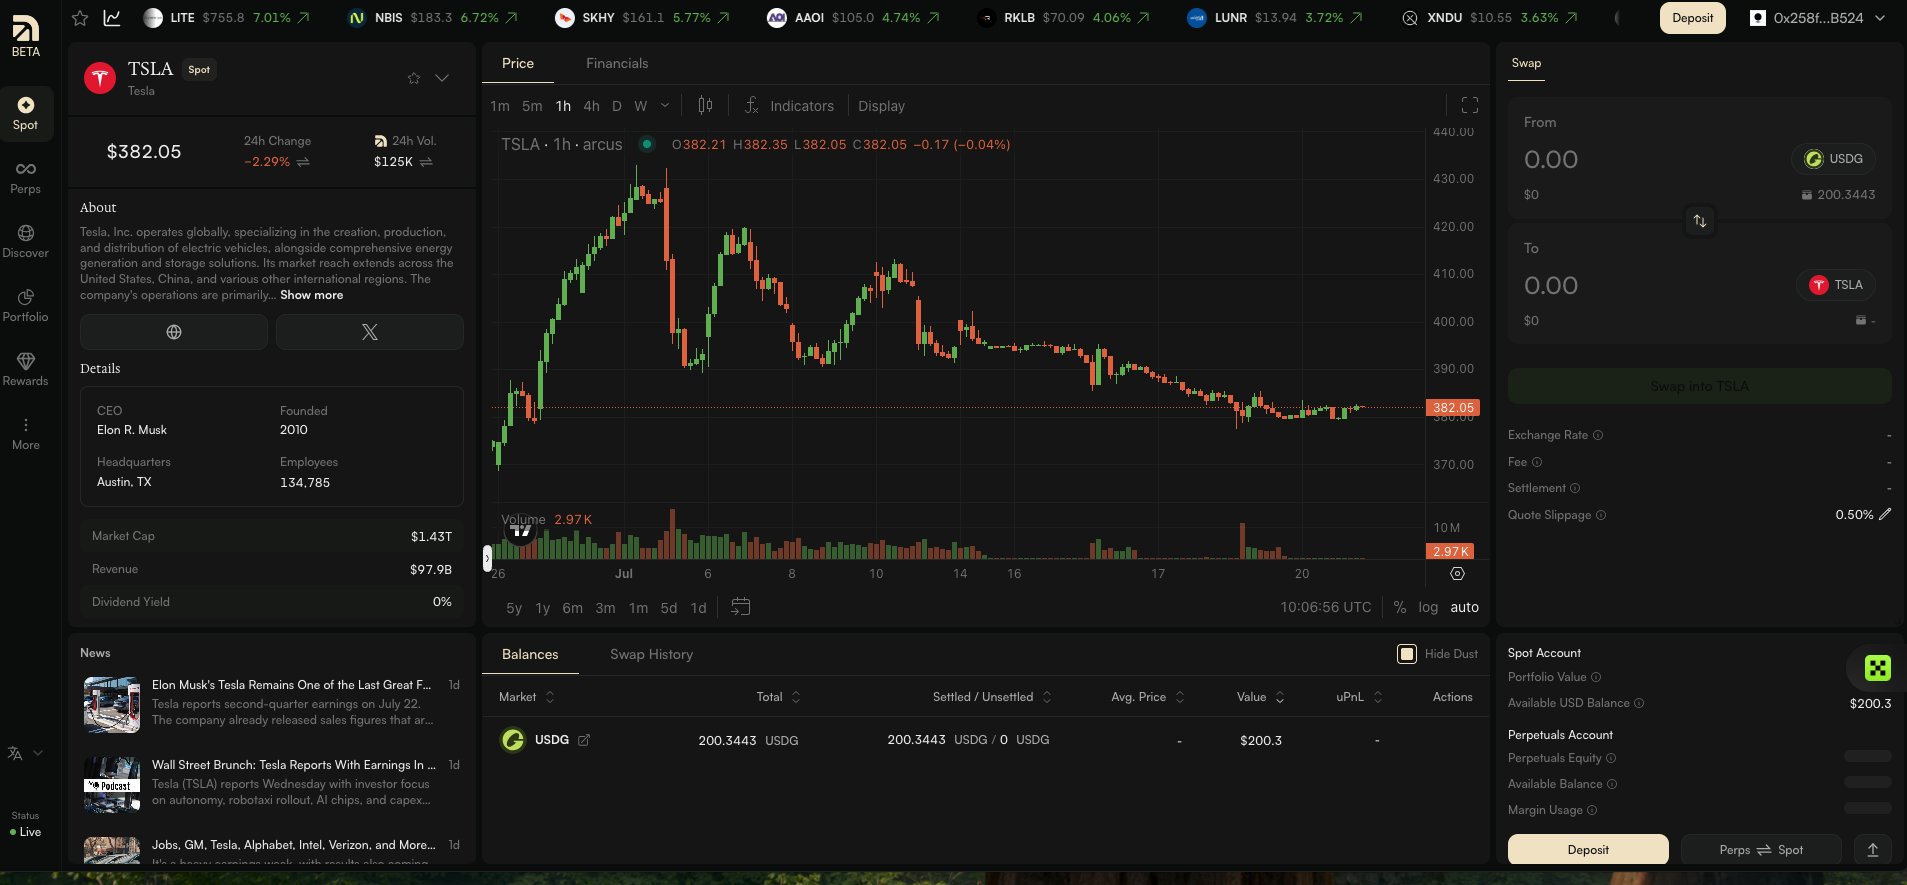 LITE $755.8 7.01%
NBIS $183.3 6.72%
SKHY $161.1 5.77%
AAOI $105.0 4.74%
RKLB $70.09 4.06%
LUNR $13.94 3.72%
XNDU $10.55 3.63%
Deposit
0x258f...B524
BETA
Spot
Perps
Discover
Portfolio
Rewards
More
Status
Live
TSLA Spot
Tesla
$382.05
24h Change
−2.29%
24h Vol.
$125K
About
Tesla, Inc. operates globally, specializing in the creation, production,
and distribution of electric vehicles, alongside comprehensive energy
generation and storage solutions. Its market reach extends across the
United States, China, and various other international regions. The
company's operations are primarily... Show more
Details
CEO Founded
Elon R. Musk 2010
Headquarters Employees
Austin, TX 134,785
Market Cap $1.43T
Revenue $97.9B
Dividend Yield 0%
News
Elon Musk's Tesla Remains One of the Last Great F... 1d
Tesla reports second-quarter earnings on July 22.
The company already released sales figures that ar...
Podcast
Wall Street Brunch: Tesla Reports With Earnings In ... 1d
Tesla (TSLA) reports Wednesday with investor focus
on autonomy, robotaxi rollout, AI chips, and capex...
Jobs, GM, Tesla, Alphabet, Intel, Verizon, and More... 1d
Price Financials
1m 5m 1h 4h D W Indicators Display
TSLA · 1h · arcus O382.21 H382.35 L382.05 C382.05 −0.17 (−0.04%)
440.00
430.00
420.00
410.00
400.00
390.00
382.05
380.00
370.00
Volume 2.97K
10M
2.97K
26 Jul 6 8 10 14 16 17 20
5y 1y 6m 3m 1m 5d 1d 10:06:56 UTC % log auto
Balances Swap History Hide Dust
Market Total Settled / Unsettled Avg. Price Value uPnL Actions
USDG 200.3443 USDG 200.3443 USDG / 0 USDG - $200.3 -
Swap
From
0.00 USDG
$0 200.3443
To
0.00 TSLA
$0 -
Swap into TSLA
Exchange Rate -
Fee -
Settlement -
Quote Slippage 0.50%
Spot Account
Portfolio Value
Available USD Balance $200.3
Perpetuals Account
Perpetuals Equity
Available Balance
Margin Usage
Deposit
Perps Spot